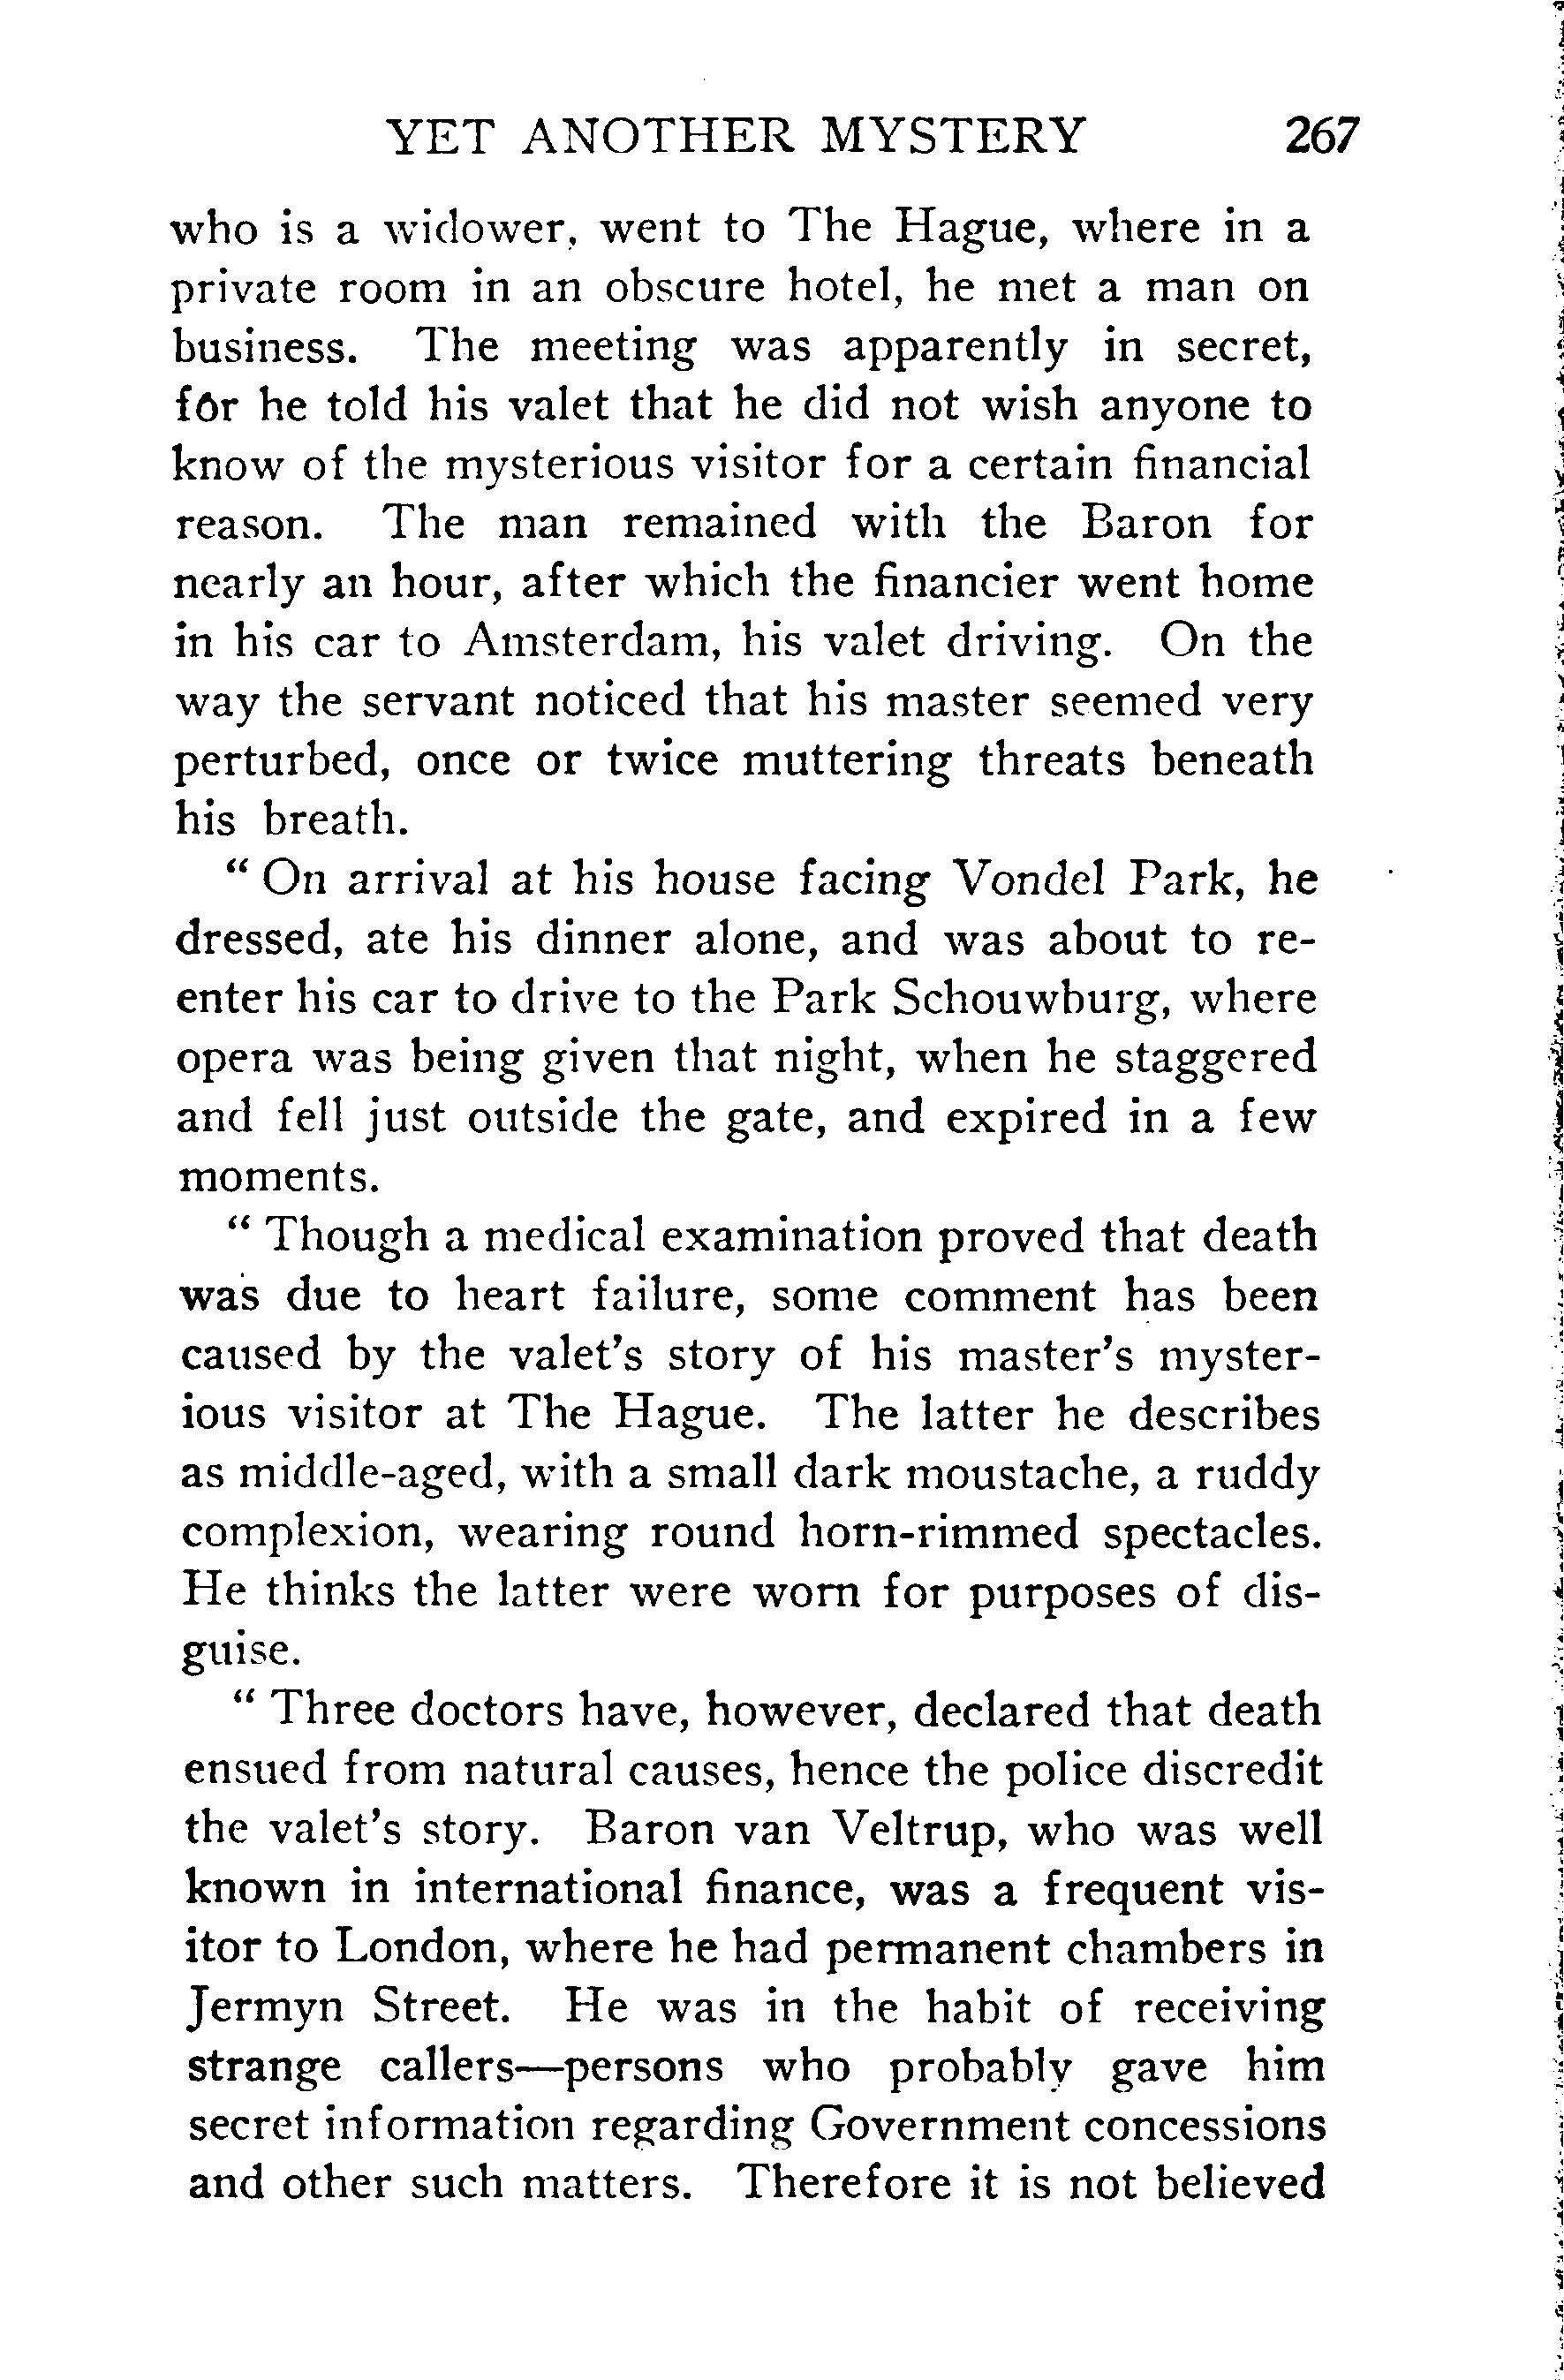 YET ANOTHER MYSTERY 267
who is a widower, went to The Hague, where in a
private room in an obscure hotel, he met a man on
business. The meeting was apparently in secret,
for he told his valet that he did not wish anyone to
know of the mysterious visitor for a certain financial
reason. The man remained with the Baron for
nearly an hour, after which the financier went home
in his car to Amsterdam, his valet driving. On the
way the servant noticed that his master seemed very
perturbed, once or twice muttering threats beneath
his breath.
“ On arrival at his house facing Vondel Park, he
dressed, ate his dinner alone, and was about to re-
enter his car to drive to the Park Schouwburg, where
opera was being given that night, when he staggered
and fell just outside the gate, and expired in a few
moments.
“ Though a medical examination proved that death
was due to heart failure, some comment has been
caused by the valet’s story of his master’s myster-
ious visitor at The Hague. The latter he describes
as middle-aged, with a small dark moustache, a ruddy
complexion, wearing round horn-rimmed spectacles.
He thinks the latter were worn for purposes of dis-
guise.
“ Three doctors have, however, declared that death
ensued from natural causes, hence the police discredit
the valet’s story. Baron van Veltrup, who was well
known in international finance, was a frequent vis-
itor to London, where he had permanent chambers in
Jermyn Street. He was in the habit of receiving
strange callers—persons who probably gave him
secret information regarding Government concessions
and other such matters. Therefore it is not believed